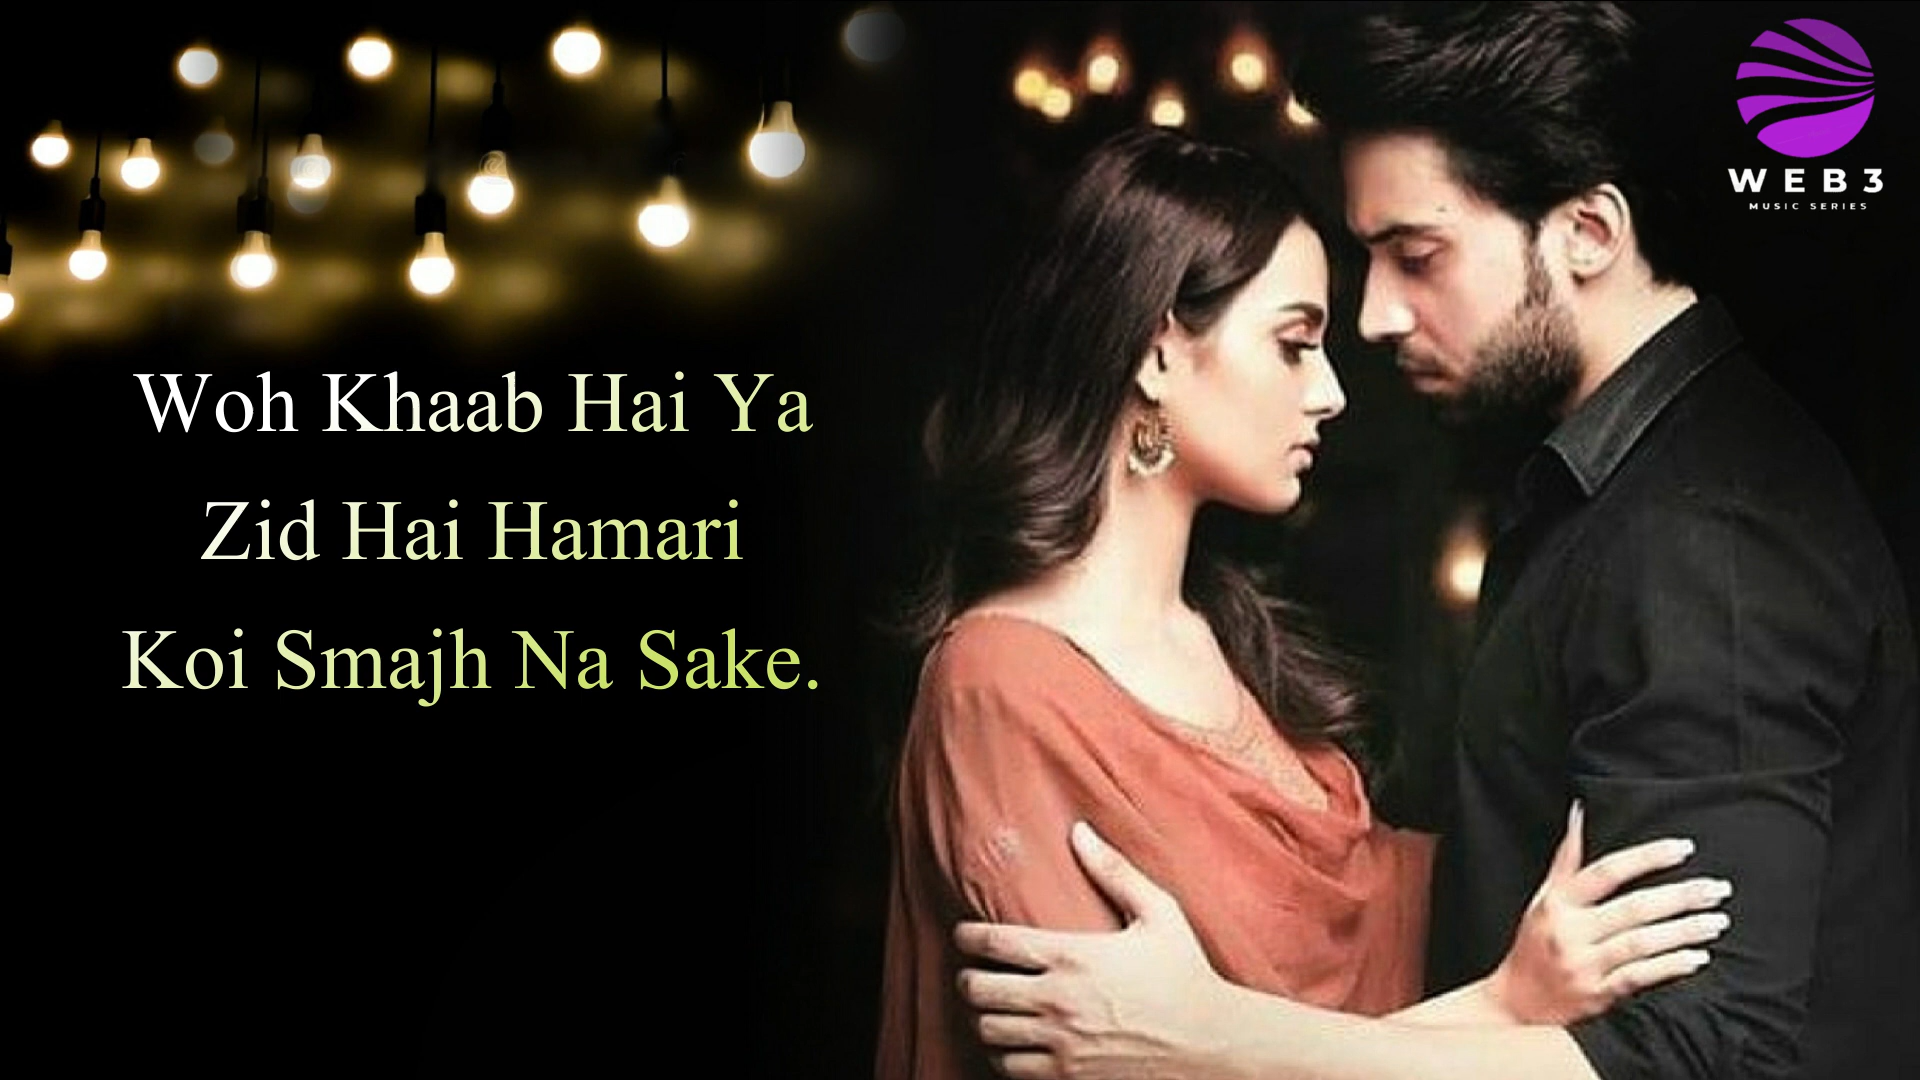 WEB3
MUSIC SERIES
Woh Khaab Hai Ya
Zid Hai Hamari
Koi Smajh Na Sake.